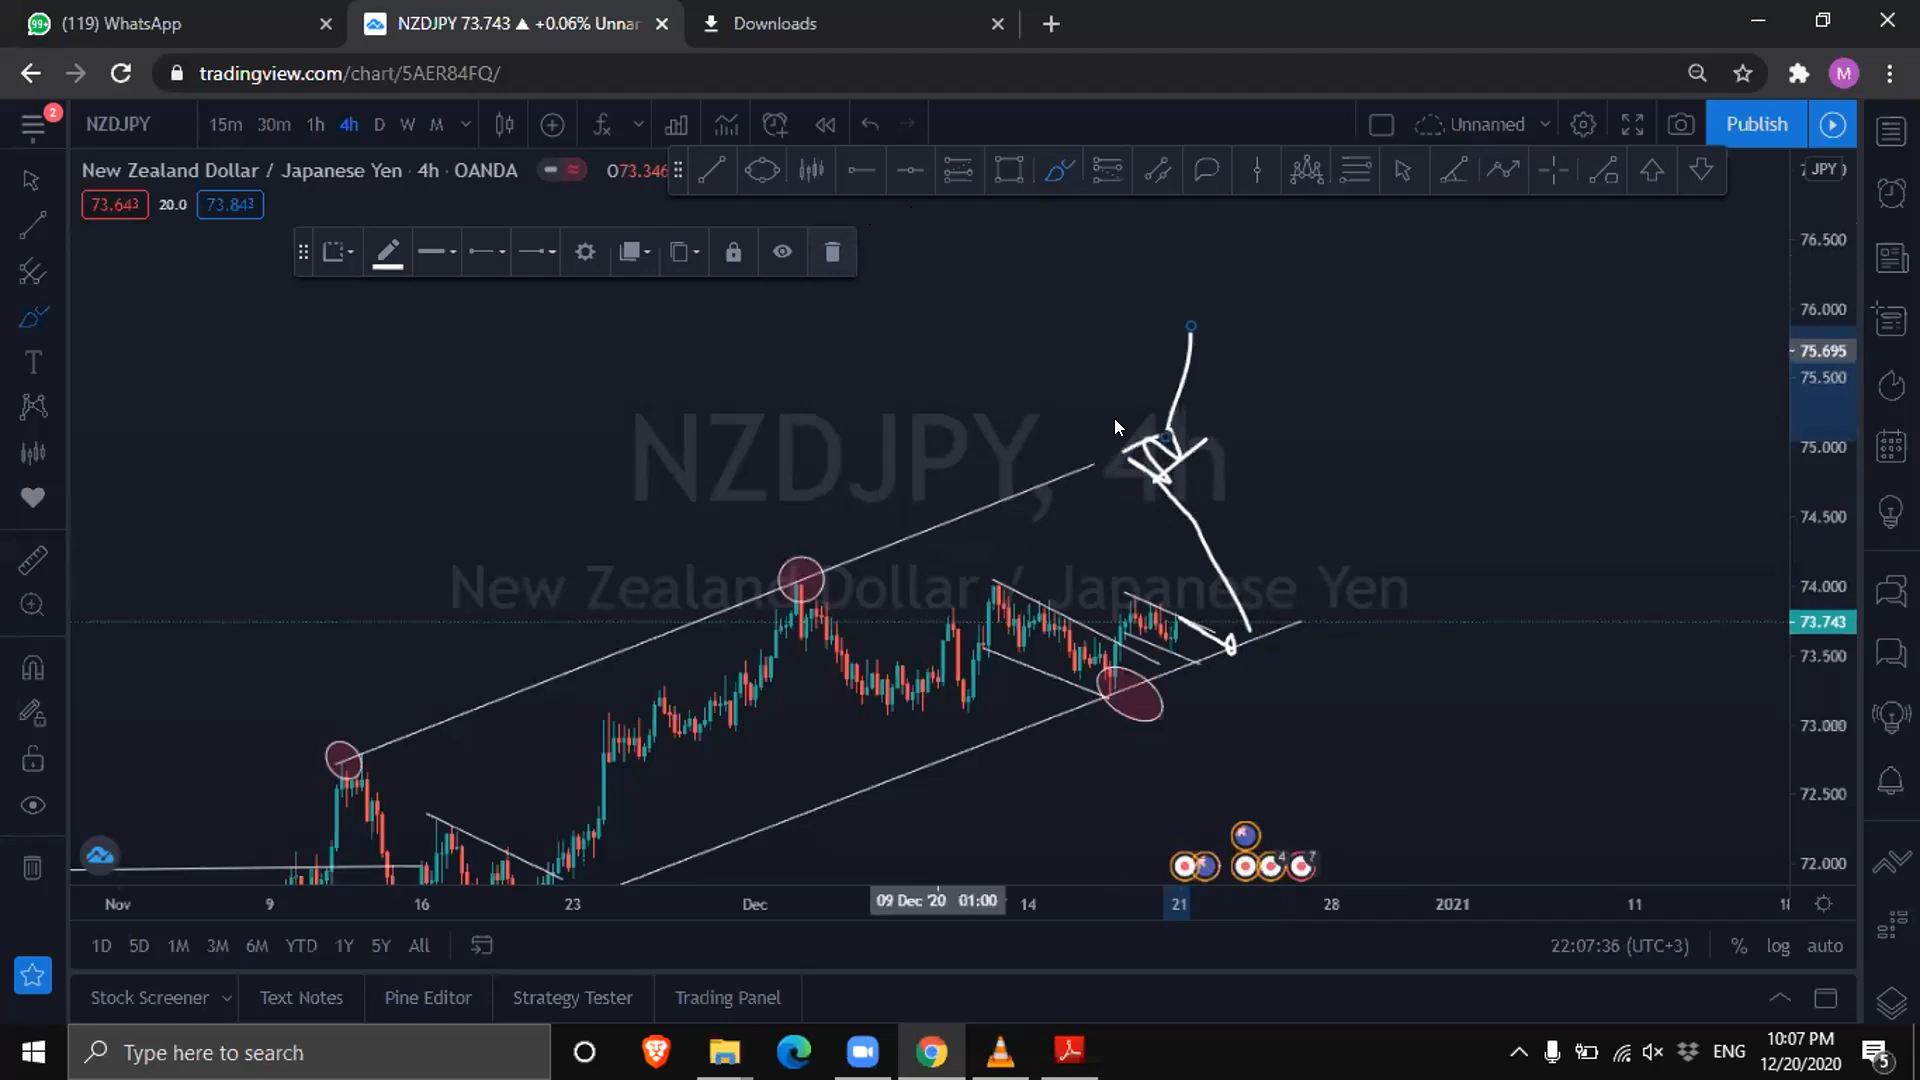 99+ (119) WhatsApp NZDJPY 73.743 ▲ +0.06% Unnar Downloads
tradingview.com/chart/5AER84FQ/ M
2 NZDJPY 15m 30m 1h 4h D W M Unnamed Publish
New Zealand Dollar / Japanese Yen · 4h · OANDA O73.346 JPY
73.643 20.0 73.843
76.500
76.000
75.695
75.500
NZDJPY, 4h 75.000
74.500
New Zealand Dollar / Japanese Yen 74.000
73.743
73.500
73.000
72.500
4 7 72.000
Nov 9 16 23 Dec 09 Dec '20 01:00 14 21 28 2021 11
1D 5D 1M 3M 6M YTD 1Y 5Y All 22:07:36 (UTC+3) % log auto
Stock Screener Text Notes Pine Editor Strategy Tester Trading Panel
Type here to search ENG 10:07 PM
12/20/2020 5